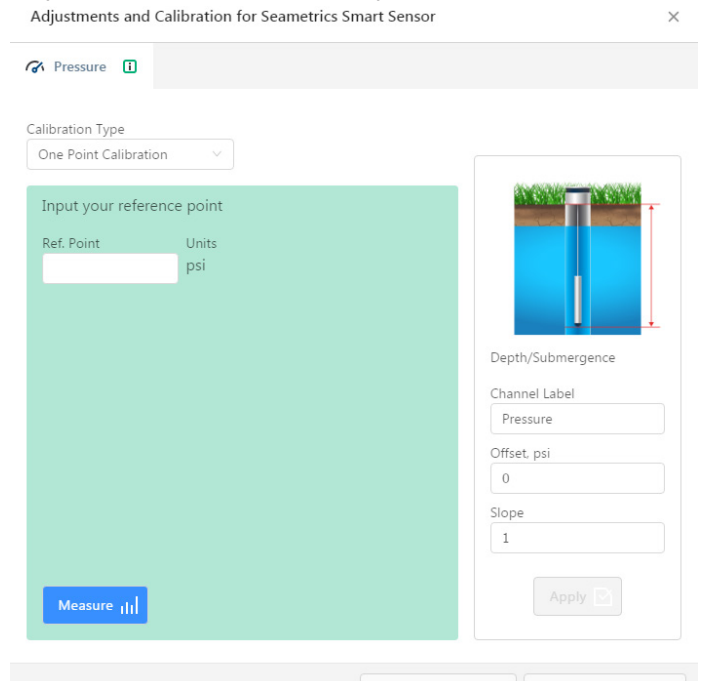 Adjustments and Calibration for Seametrics Smart Sensor
Pressure
Calibration Type
One Point Calibration
Input your reference point
Ref. Point Units
psi
Measure
Depth/Submergence
Channel Label
Pressure
Offset, psi
0
Slope
1
Apply